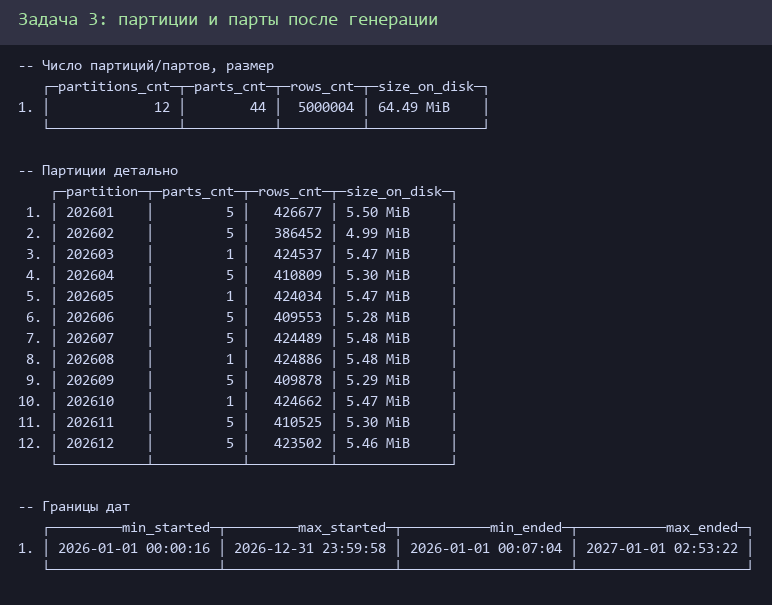 Задача 3: партиции и парты после генерации
-- Число партиций/партов, размер
┌─partitions_cnt─┬─parts_cnt─┬─rows_cnt─┬─size_on_disk─┐
1. │ 12 │ 44 │ 5000004 │ 64.49 MiB │
-- Партиции детально
┌─partition─┬─parts_cnt─┬─rows_cnt─┬─size_on_disk─┐
1. │ 202601 │ 5 │ 426677 │ 5.50 MiB │
2. │ 202602 │ 5 │ 386452 │ 4.99 MiB │
3. │ 202603 │ 1 │ 424537 │ 5.47 MiB │
4. │ 202604 │ 5 │ 410809 │ 5.30 MiB │
5. │ 202605 │ 1 │ 424034 │ 5.47 MiB │
6. │ 202606 │ 5 │ 409553 │ 5.28 MiB │
7. │ 202607 │ 5 │ 424489 │ 5.48 MiB │
8. │ 202608 │ 1 │ 424886 │ 5.48 MiB │
9. │ 202609 │ 5 │ 409878 │ 5.29 MiB │
10. │ 202610 │ 1 │ 424662 │ 5.47 MiB │
11. │ 202611 │ 5 │ 410525 │ 5.30 MiB │
12. │ 202612 │ 5 │ 423502 │ 5.46 MiB │
-- Границы дат
┌─────────min_started─┬─────────max_started─┬───────────min_ended─┬───────────max_ended─┐
1. │ 2026-01-01 00:00:16 │ 2026-12-31 23:59:58 │ 2026-01-01 00:07:04 │ 2027-01-01 02:53:22 │